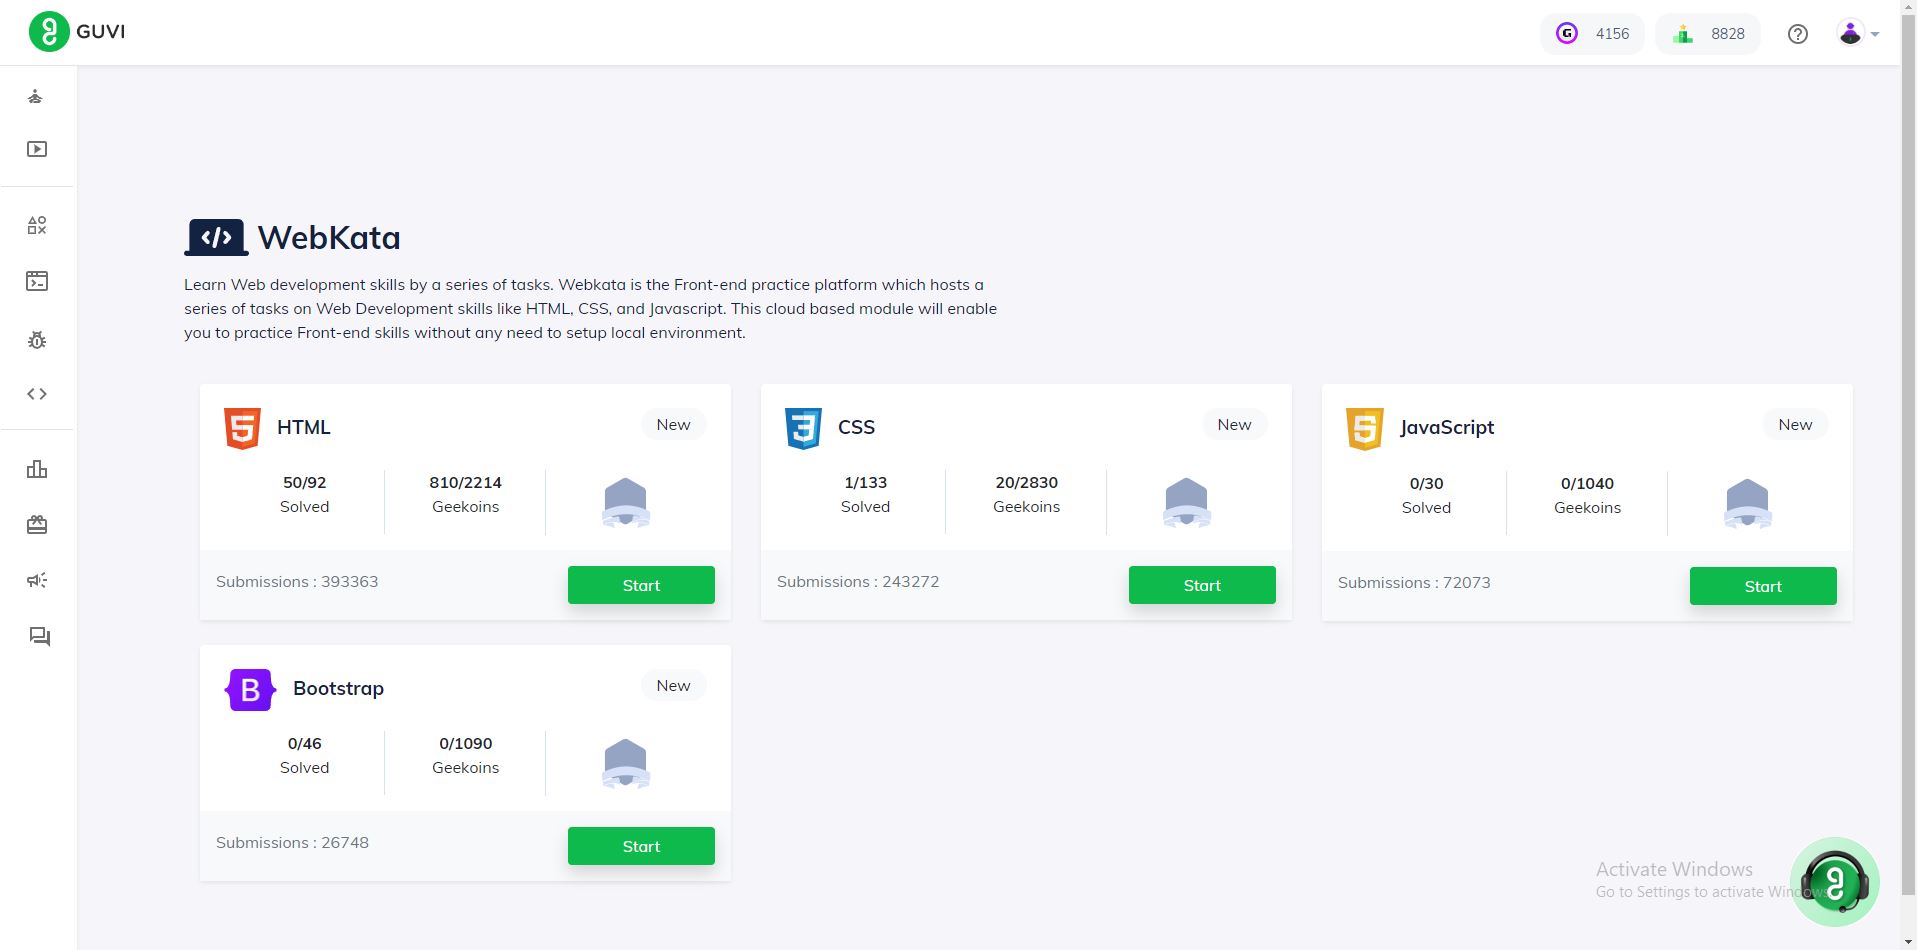 GUVI
4156
8828
WebKata
Learn Web development skills by a series of tasks. Webkata is the Front-end practice platform which hosts a
series of tasks on Web Development skills like HTML, CSS, and Javascript. This cloud based module will enable
you to practice Front-end skills without any need to setup local environment.
HTML
New
50/92
Solved
810/2214
Geekoins
Submissions : 393363
Start
CSS
New
1/133
Solved
20/2830
Geekoins
Submissions : 243272
Start
JavaScript
New
0/30
Solved
0/1040
Geekoins
Submissions : 72073
Start
B
Bootstrap
New
0/46
Solved
0/1090
Geekoins
Submissions : 26748
Start
Activate Windows
Go to Settings to activate Windows.